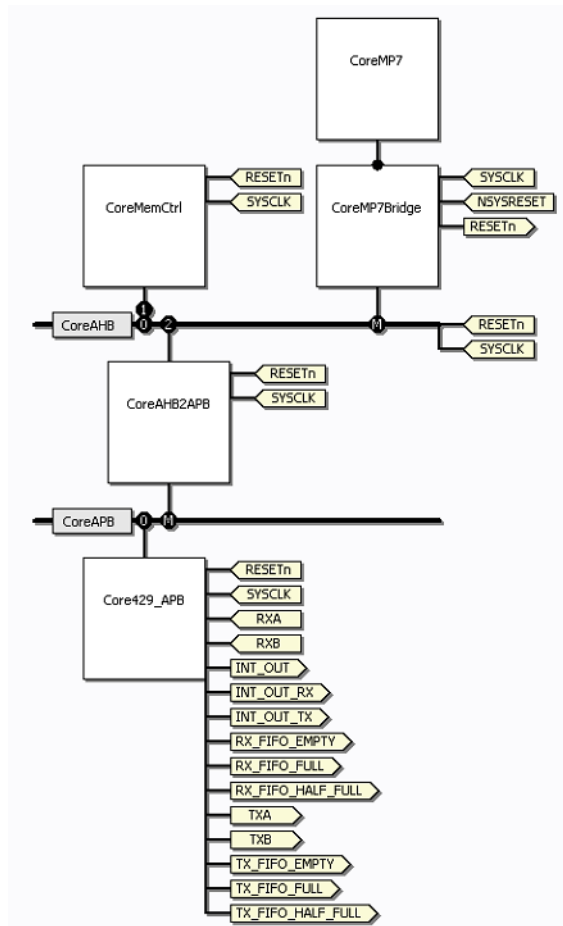 CoreMP7
CoreMemCtrl
RESETn
SYSCLK
CoreMP7Bridge
SYSCLK
NSYSRESET
RESETn
1
CoreAHB
0
2
M
RESETn
SYSCLK
CoreAHB2APB
RESETn
SYSCLK
CoreAPB
0
M
Core429_APB
RESETn
SYSCLK
RXA
RXB
INT_OUT
INT_OUT_RX
INT_OUT_TX
RX_FIFO_EMPTY
RX_FIFO_FULL
RX_FIFO_HALF_FULL
TXA
TXB
TX_FIFO_EMPTY
TX_FIFO_FULL
TX_FIFO_HALF_FULL